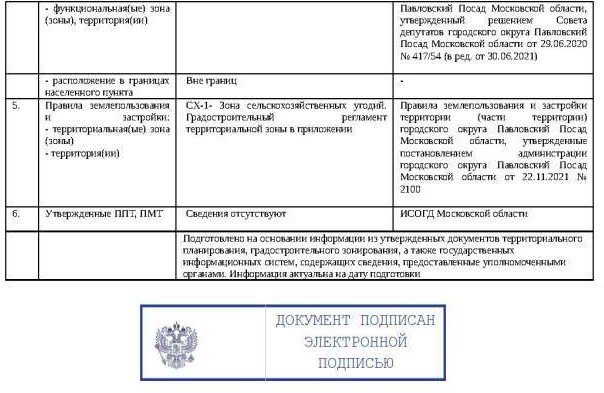 - функциональная(ые) зона
(зоны), территория(ии)
Павловский Посад Московской области,
утвержденный решением Совета
депутатов городского округа Павловский
Посад Московской области от 29.06.2020
№ 417/54 (в ред. от 30.06.2021)
- расположение в границах
населенного пункта
Вне границ
-
5.
Правила землепользования
и застройки:
- территориальные(ые) зона
(зоны)
- территория(ии)
СХ-1- Зона сельскохозяйственных угодий.
Градостроительный регламент
территориальной зоны в приложении
Правила землепользования и застройки
территории (части территории)
городского округа Павловский Посад
Московской области, утвержденные
постановлением администрации
городского округа Павловский Посад
Московской области от 22.11.2021 №
2100
6.
Утвержденные ППТ, ПМТ
Сведения отсутствуют
ИСОГД Московской области
Подготовлено на основании информации из утвержденных документов территориального
планирования, градостроительного зонирования, а также государственных
информационных систем, содержащих сведения, предоставленные уполномоченными
органами. Информация актуальна на дату подготовки
ДОКУМЕНТ ПОДПИСАН
ЭЛЕКТРОННОЙ
ПОДПИСЬЮ